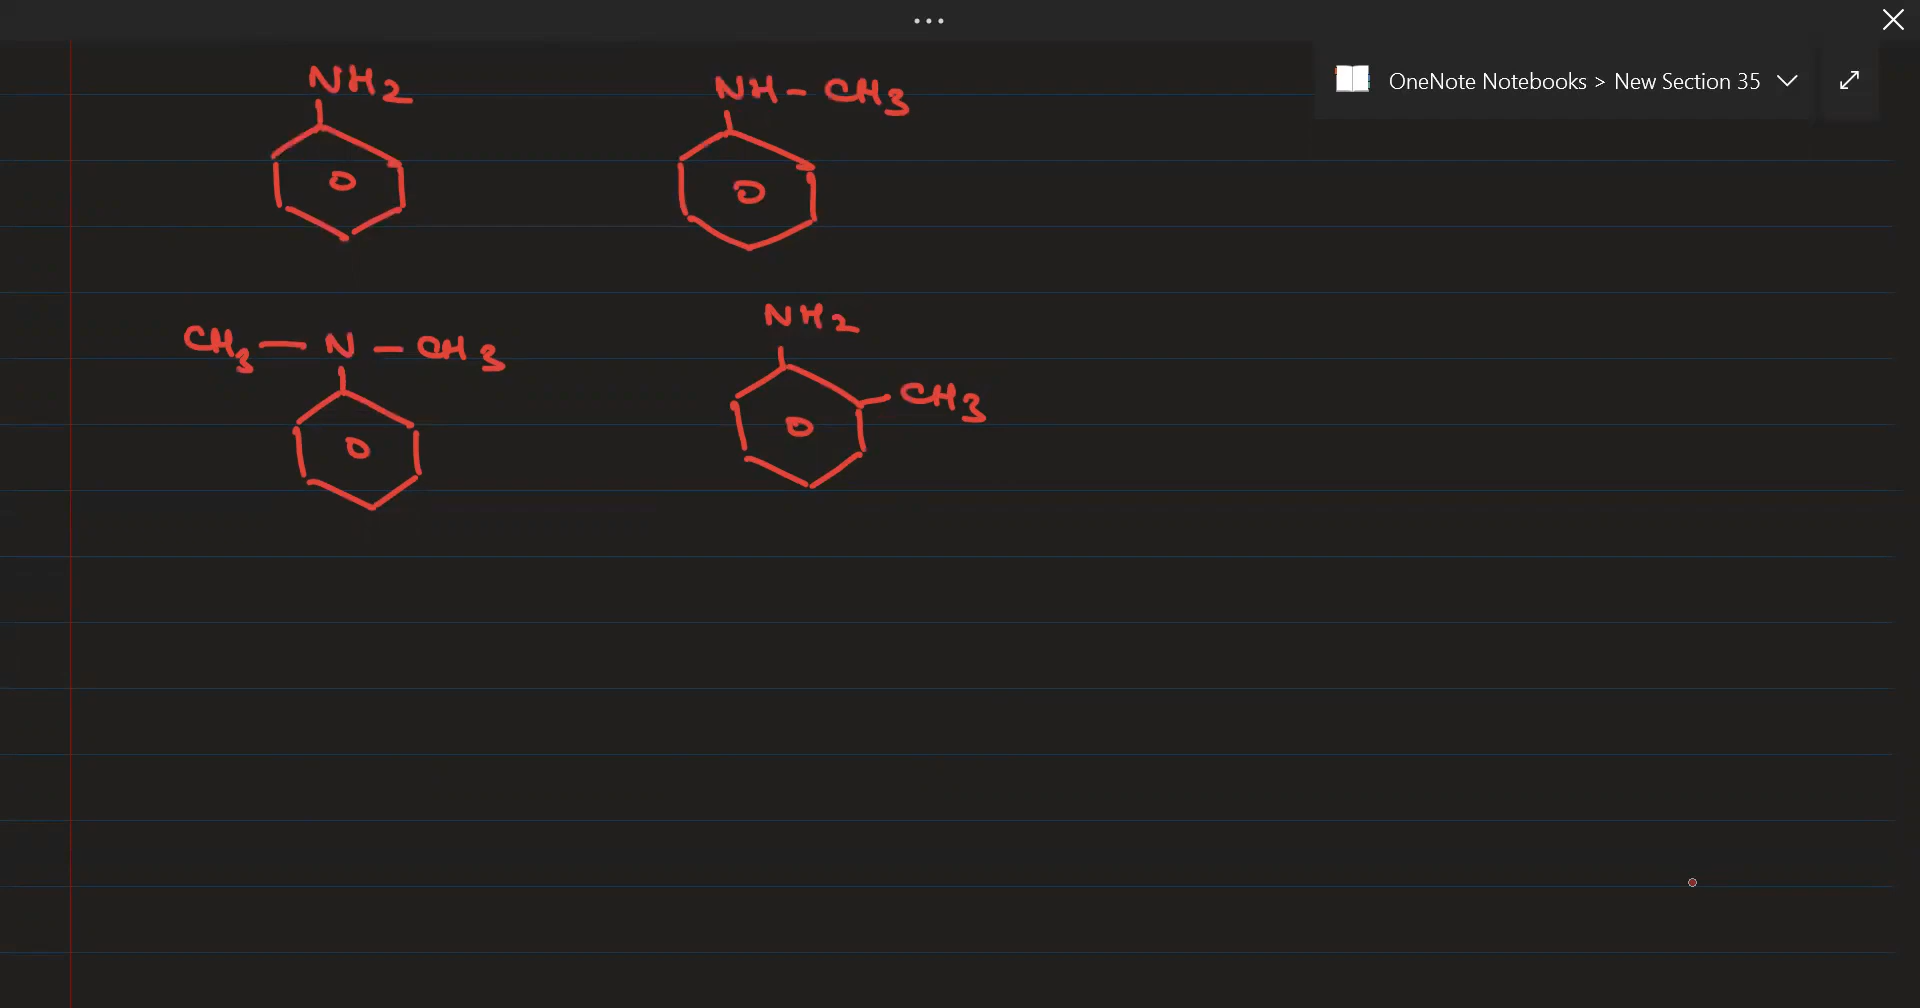 OneNote Notebooks > New Section 35
NH2
NH - CH3
CH3 — N — CH3
NH2
CH3